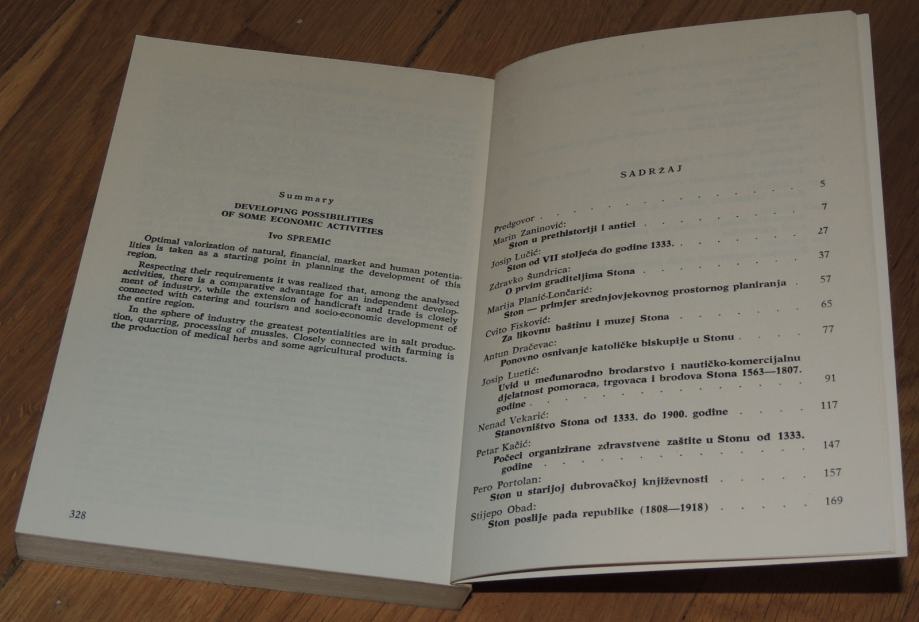 Summary
DEVELOPING POSSIBILITIES
OF SOME ECONOMIC ACTIVITIES
Ivo SPREMIĆ
Optimal valorization of natural, financial, market and human potentia-
lities is taken as a starting point in planning the development of this
region.
Respecting their requirements it was realized that, among the analysed
activities, there is a comparative advantage for an independent develop-
ment of industry, while the extension of handicraft and trade is closely
connected with catering and tourism and socio-economic development of
the entire region.
In the sphere of industry the greatest potentialities are in salt produc-
tion, quarring, processing of mussles. Closely connected with farming is
the production of medical herbs and some agricultural products.
328
SADRŽAJ
Predgovor . . . . . . . . . . . . . 5
Marin Zaninović:
Ston u prethistoriji i antici . . . . . . 7
Josip Lučić:
Ston od VII stoljeća do godine 1333. . . . . . 27
Zdravko Šundrica:
O prvim graditeljima Stona . . . . . . 37
Marija Planić-Lončarić:
Ston — primjer srednjovjekovnog prostornog planiranja . 57
Cvito Fisković:
Za likovnu baštinu i muzej Stona . . . . . 65
Antun Dračevac:
Ponovno osnivanje katoličke biskupije u Stonu . . . . 77
Josip Luetić:
Uvid u međunarodno brodarstvo i nautičko-komercijalnu
djelatnost pomoraca, trgovaca i brodova Stona 1563—1807.
godine . . . . . . . . . . . . . 91
Nenad Vekarić:
Stanovništvo Stona od 1333. do 1900. godine . . . . 117
Petar Kačić:
Počeci organizirane zdravstvene zaštite u Stonu od 1333.
godine . . . . . . . . . . . . 147
Pero Portolan:
Ston u starijoj dubrovačkoj književnosti . . . . . 157
Stijepo Obad:
Ston poslije pada republike (1808—1918) . . . . . 169